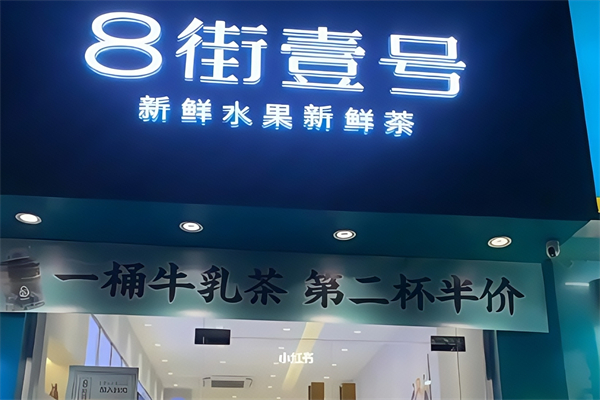 8街壹号
新鲜水果新鲜茶
一桶牛乳茶 第二杯半价
小红书